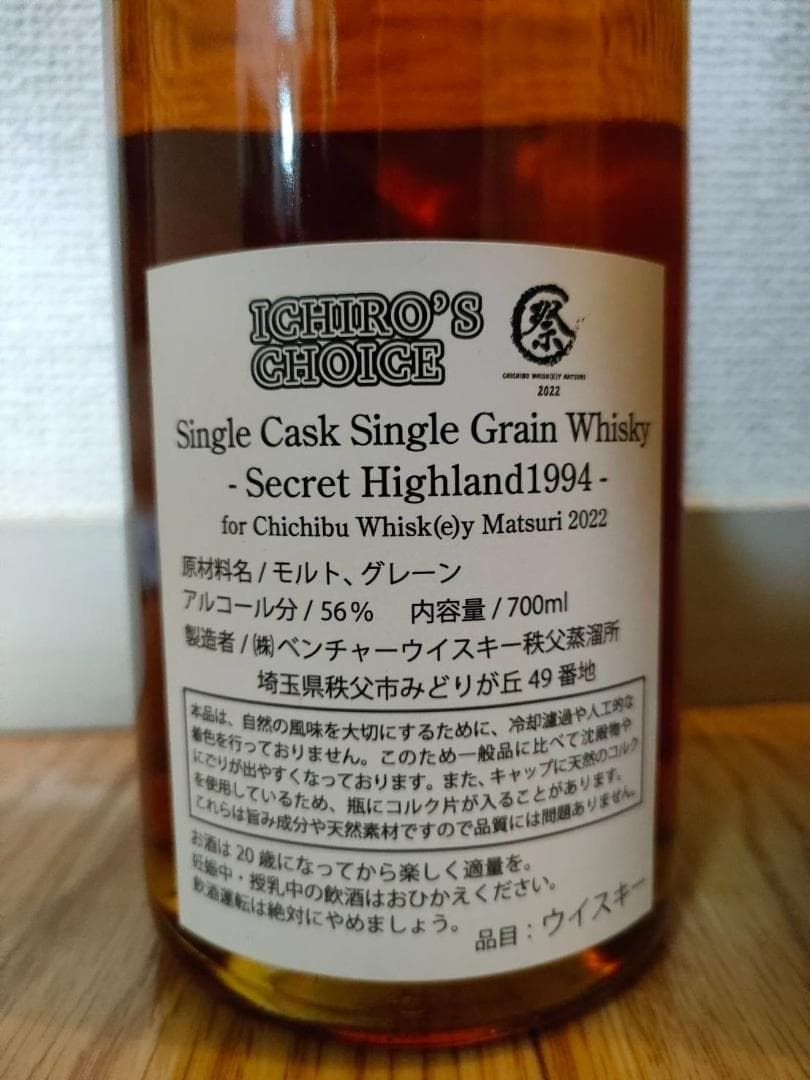 ICHIRO'S
CHOICE
祭
CHICHIBU WHISK(E)Y MATSURI
2022
Single Cask Single Grain Whisky
- Secret Highland1994 -
for Chichibu Whisk(e)y Matsuri 2022
原材料名 / モルト、グレーン
アルコール分 / 56% 内容量 / 700ml
製造者 / ㈱ベンチャーウイスキー秩父蒸溜所
埼玉県秩父市みどりが丘 49 番地
本品は、自然の風味を大切にするために、冷却濾過や人工的な
着色を行っておりません。このため一般品に比べて沈殿物や
にごりが出やすくなっております。また、キャップに天然のコルク
を使用しているため、瓶にコルク片が入ることがあります。
これらは旨み成分や天然素材ですので品質には問題ありません。
お酒は 20 歳になってから楽しく適量を。
妊娠中・授乳中の飲酒はおひかえください。
飲酒運転は絶対にやめましょう。
品目：ウイスキー